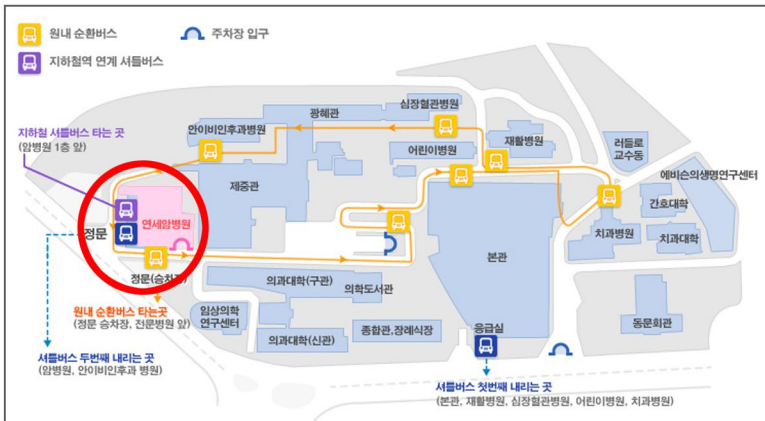 원내 순환버스
주차장 입구
지하철역 연계 셔틀버스
심장혈관병원
광혜관
안이비인후과병원
재활병원
어린이병원
러들로
교수동
에비슨의생명연구센터
지하철 셔틀버스 타는 곳
(암병원 1층 앞)
제중관
간호대학
연세암병원
정문
치과병원
치과대학
본관
정문(승차장)
의과대학(구관)
의학도서관
원내 순환버스 타는곳
(정문 승차장, 전문병원 앞)
임상의학
연구센터
종합관,장례식장
응급실
동문회관
의과대학(신관)
셔틀버스 두번째 내리는 곳
(암병원, 안이비인후과 병원)
셔틀버스 첫번째 내리는 곳
(본관, 재활병원, 심장혈관병원, 어린이병원, 치과병원)